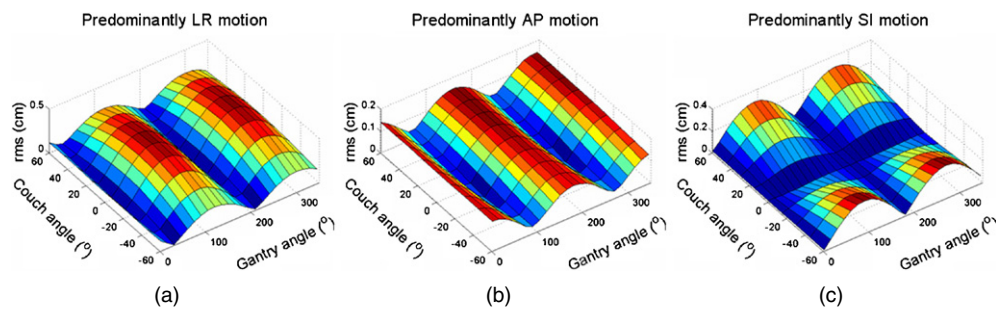 Predominantly LR motion
0.5
0
rms (cm)
60
40
20
0
-20
-40
-60
Couch angle (º)
0
100
200
300
Gantry angle (º)
(a)
Predominantly AP motion
0.2
0.1
0
rms (cm)
60
40
20
0
-20
-40
-60
Couch angle (º)
0
100
200
300
Gantry angle (º)
(b)
Predominantly SI motion
0.4
0.2
0
rms (cm)
60
40
20
0
-20
-40
-60
Couch angle (º)
0
100
200
300
Gantry angle (º)
(c)